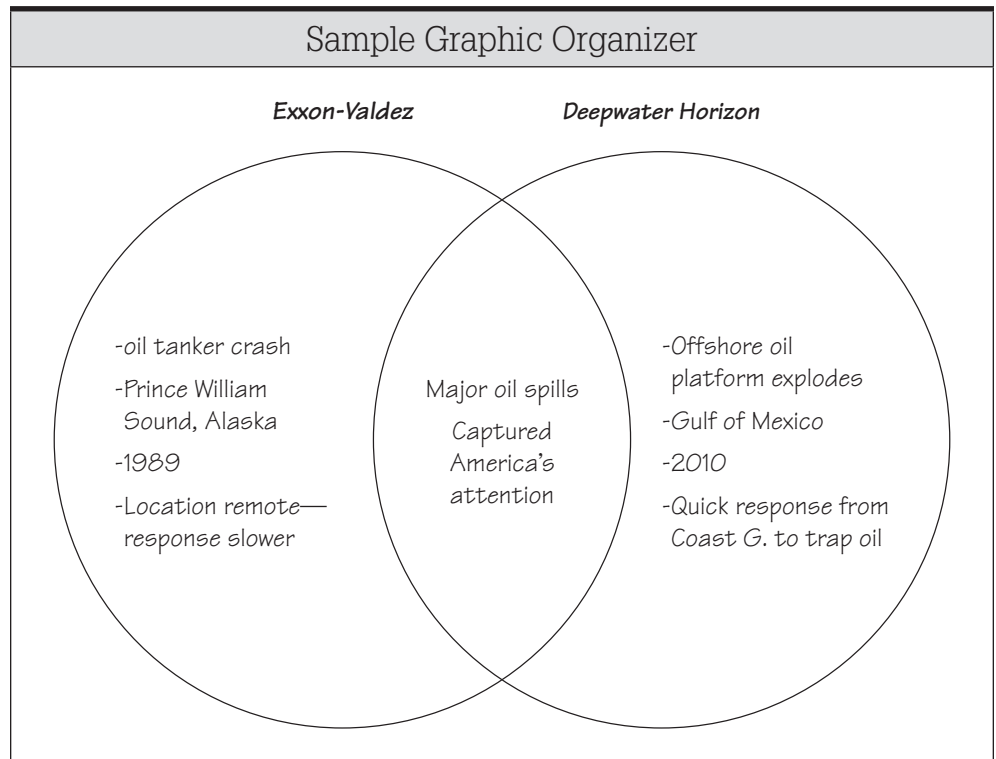 Sample Graphic Organizer
Exxon-Valdez
Deepwater Horizon
-oil tanker crash
-Prince William
Sound, Alaska
-1989
-Location remote—
response slower
Major oil spills
Captured
America's
attention
-Offshore oil
platform explodes
-Gulf of Mexico
-2010
-Quick response from
Coast G. to trap oil